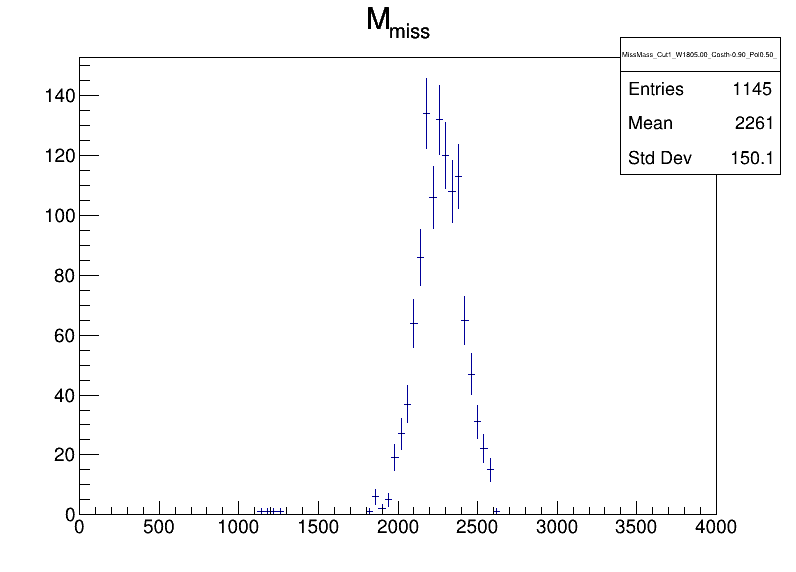 M_miss
MissMass_Cut1_W1805.00_Costh-0.90_Pol0.50_
Entries 1145
Mean 2261
Std Dev 150.1
140
120
100
80
60
40
20
0
0 500 1000 1500 2000 2500 3000 3500 4000